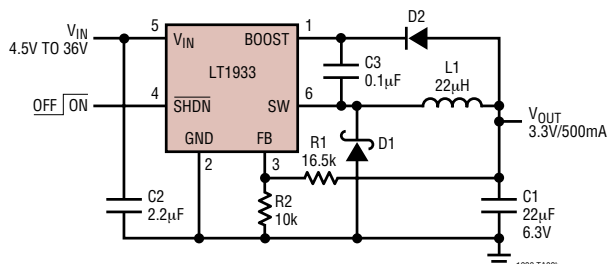 D2
VIN
4.5V TO 36V
5
VIN
BOOST
1
LT1933
C3
0.1µF
L1
22µH
OFF ON
4
SHDN
SW
6
VOUT
3.3V/500mA
GND
FB
D1
2
3
R1
16.5k
C2
2.2µF
R2
10k
C1
22µF
6.3V